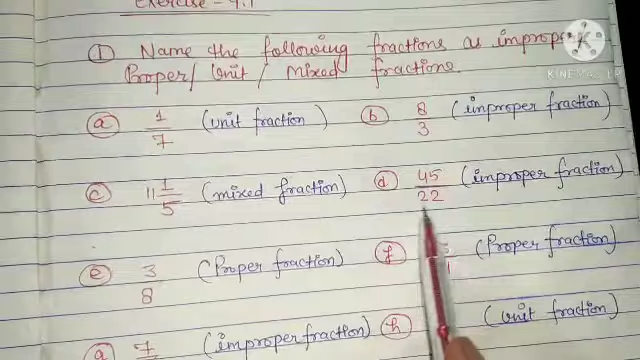 Exercise - 9.1
① Name the following fractions as improper
Proper / Unit / mixed fractions.
ⓐ 1/7 (unit fraction) ⓑ 8/3 (improper fraction)
ⓒ 11 1/5 (mixed fraction) ⓓ 45/22 (improper fraction)
ⓔ 3/8 (Proper fraction) ⓕ (Proper fraction)
ⓖ 7 (improper fraction) ⓗ (unit fraction)